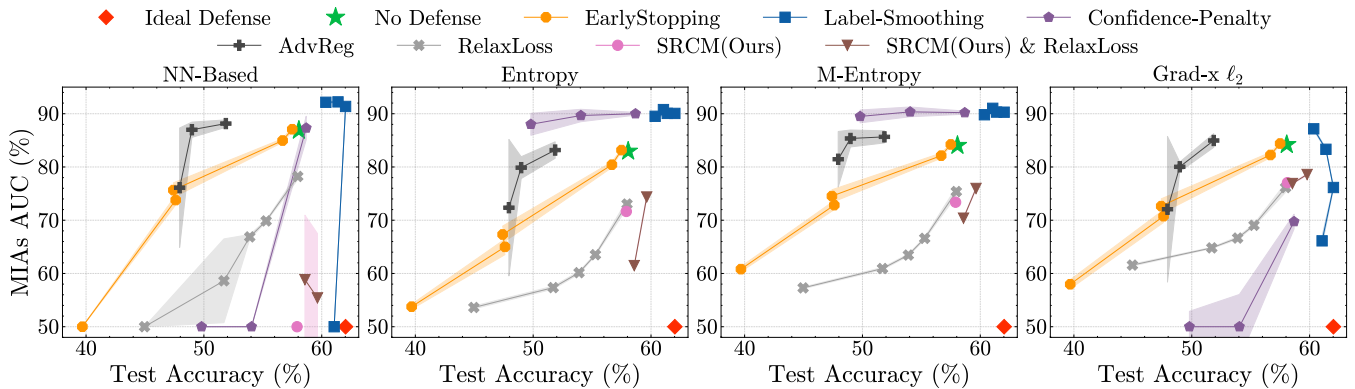 Ideal Defense No Defense EarlyStopping Label-Smoothing Confidence-Penalty
AdvReg RelaxLoss SRCM(Ours) SRCM(Ours) & RelaxLoss
NN-Based Entropy M-Entropy Grad-x ℓ₂
MIAs AUC (%)
90 90 90 90
80 80 80 80
70 70 70 70
60 60 60 60
50 50 50 50
40 50 60 40 50 60 40 50 60 40 50 60
Test Accuracy (%) Test Accuracy (%) Test Accuracy (%) Test Accuracy (%)